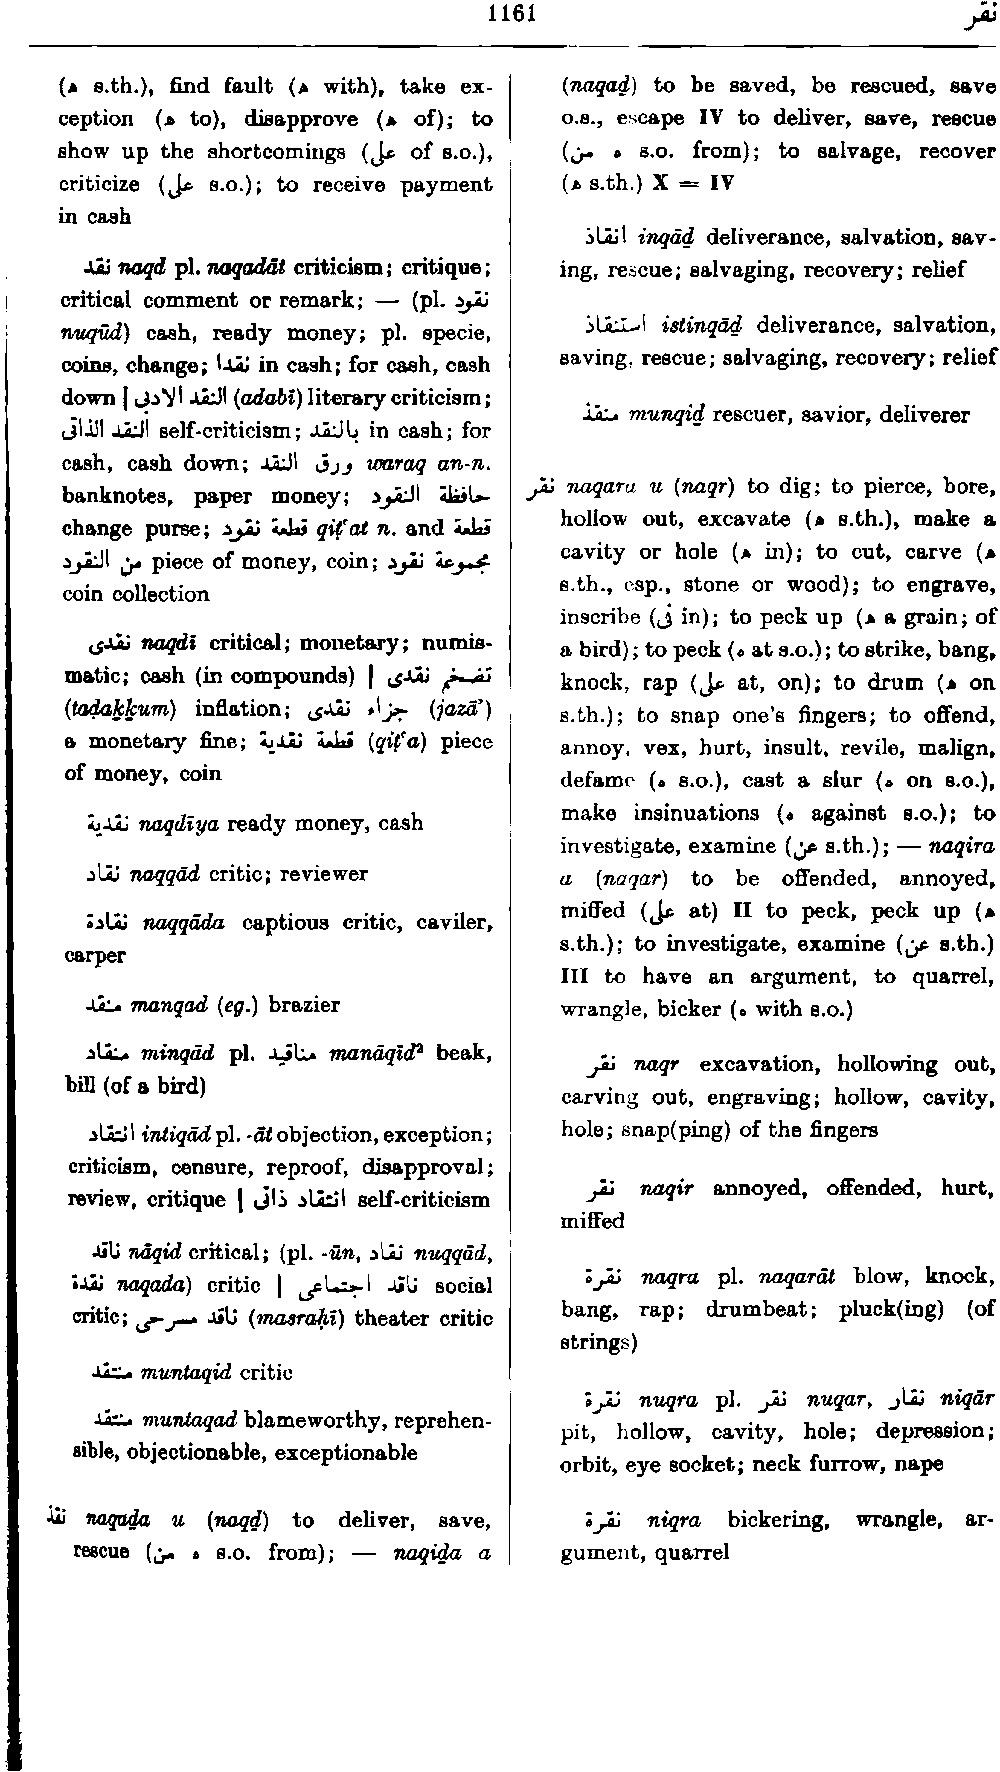 1161
نقر
(ه s.th.), find fault (ه with), take ex-
ception (ه to), disapprove (ه of); to
show up the shortcomings (على of s.o.),
criticize (على s.o.); to receive payment
in cash
نقد naqd pl. naqadāt criticism; critique;
critical comment or remark; — (pl. نقود
nuqūd) cash, ready money; pl. specie,
coins, change; نقدا in cash; for cash, cash
down | النقد الادبى (adabī) literary criticism;
النقد الذاتى self-criticism; بالنقد in cash; for
cash, cash down; ورق النقد waraq an-n.
banknotes, paper money; حافظة النقود
change purse; قطعة نقود qiṭ‘at n. and قطعة
من النقود piece of money, coin; مجموعة نقود
coin collection
نقدى naqdī critical; monetary; numis-
matic; cash (in compounds) | تضخم نقدى
(taḍaḵḵum) inflation; جزاء نقدى (jazā’)
a monetary fine; قطعة نقدية (qiṭ‘a) piece
of money, coin
نقدية naqdīya ready money, cash
نقاد naqqād critic; reviewer
نقادة naqqāda captious critic, caviler,
carper
منقد manqad (eg.) brazier
منقاد minqād pl. مناقيد manāqīd² beak,
bill (of a bird)
انتقاد intiqād pl. -āt objection, exception;
criticism, censure, reproof, disapproval;
review, critique | انتقاد ذاتى self-criticism
ناقد nāqid critical; (pl. -ūn, نقاد nuqqād,
نقدة naqada) critic | ناقد اجتماعى social
critic; ناقد مسرحى (masraḥī) theater critic
منتقد muntaqid critic
منتقد muntaqad blameworthy, reprehen-
sible, objectionable, exceptionable
نقذ naqaḏa u (naqḏ) to deliver, save,
rescue (ه من s.o. from); — naqiḏa a
(naqaḏ) to be saved, be rescued, save
o.s., escape IV to deliver, save, rescue
(ه من s.o. from); to salvage, recover
(ه s.th.) X = IV
انقاذ inqāḏ deliverance, salvation, sav-
ing, rescue; salvaging, recovery; relief
استنقاذ istinqāḏ deliverance, salvation,
saving, rescue; salvaging, recovery; relief
منقذ munqiḏ rescuer, savior, deliverer
نقر naqara u (naqr) to dig; to pierce, bore,
hollow out, excavate (ه s.th.), make a
cavity or hole (ه in); to cut, carve (ه
s.th., esp., stone or wood); to engrave,
inscribe (فى in); to peck up (ه a grain; of
a bird); to peck (ه at s.o.); to strike, bang,
knock, rap (على at, on); to drum (ه on
s.th.); to snap one's fingers; to offend,
annoy, vex, hurt, insult, revile, malign,
defame (ه s.o.), cast a slur (ه on s.o.),
make insinuations (ه against s.o.); to
investigate, examine (عن s.th.); — naqira
a (naqar) to be offended, annoyed,
miffed (على at) II to peck, peck up (ه
s.th.); to investigate, examine (عن s.th.)
III to have an argument, to quarrel,
wrangle, bicker (ه with s.o.)
نقر naqr excavation, hollowing out,
carving out, engraving; hollow, cavity,
hole; snap(ping) of the fingers
نقر naqir annoyed, offended, hurt,
miffed
نقرة naqra pl. naqarāt blow, knock,
bang, rap; drumbeat; pluck(ing) (of
strings)
نقرة nuqra pl. نقر nuqar, نقار niqār
pit, hollow, cavity, hole; depression;
orbit, eye socket; neck furrow, nape
نقرة niqra bickering, wrangle, ar-
gument, quarrel